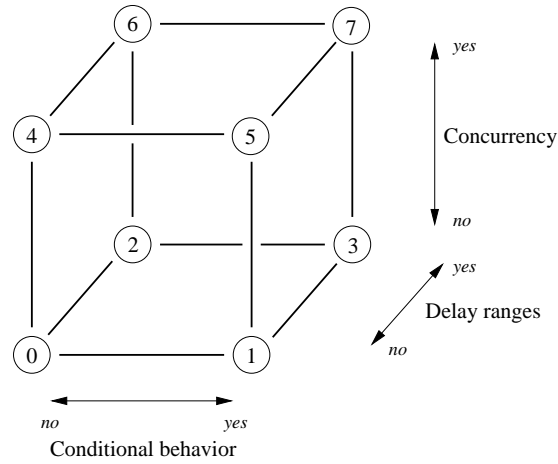 6
7
yes
4
5
Concurrency
no
2
3
yes
Delay ranges
no
0
1
no
yes
Conditional behavior